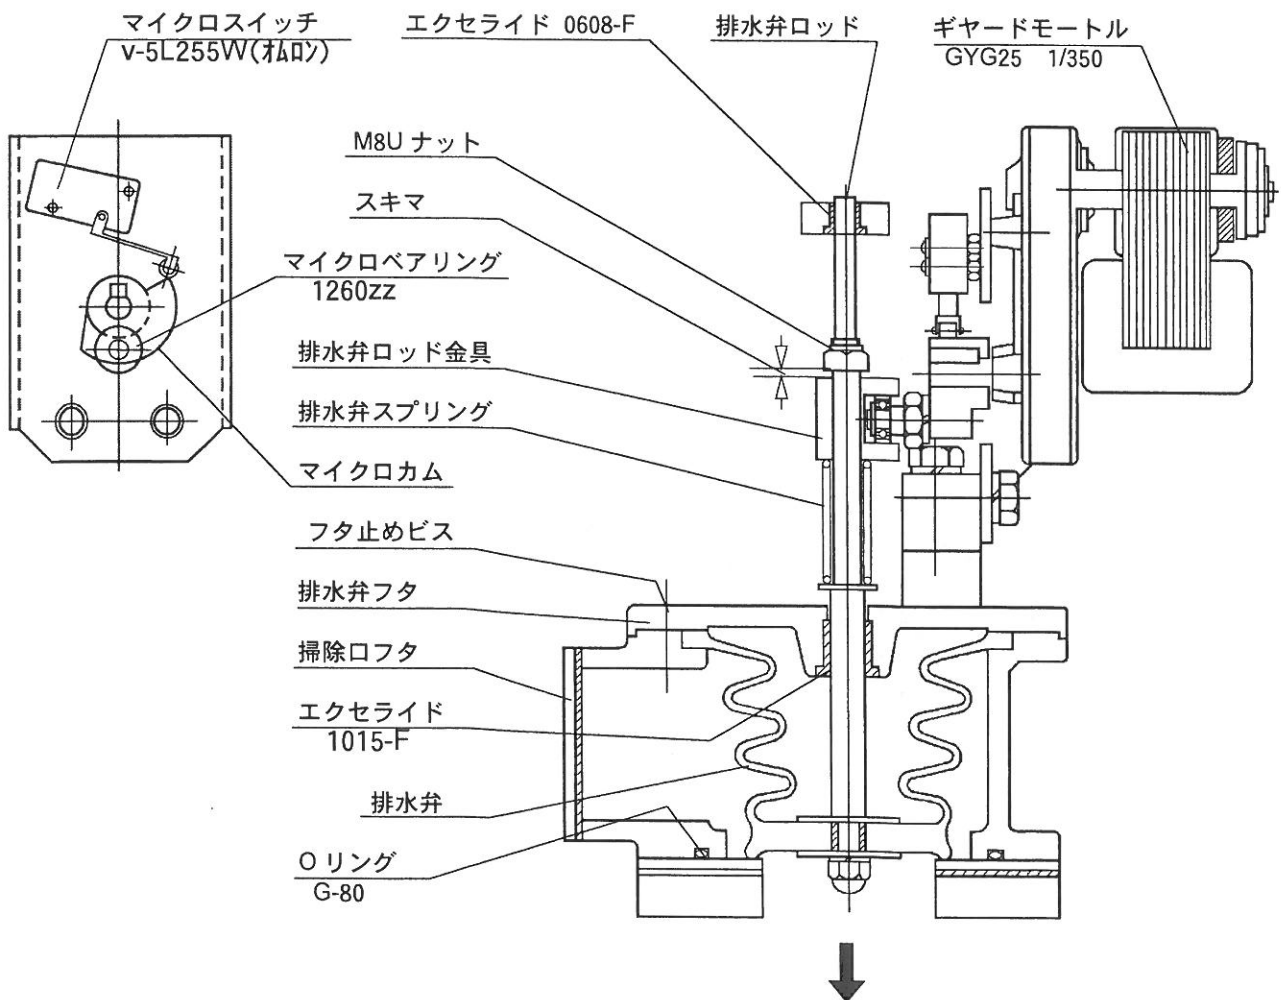 マイクロスイッチ
V-5L255W(オムロン)
エクセライド 0608-F
排水弁ロッド
ギヤードモートル
GYG25 1/350
M8U ナット
スキマ
マイクロベアリング
1260ZZ
排水弁ロッド金具
排水弁スプリング
マイクロカム
フタ止めビス
排水弁フタ
掃除口フタ
エクセライド
1015-F
排水弁
O リング
G-80